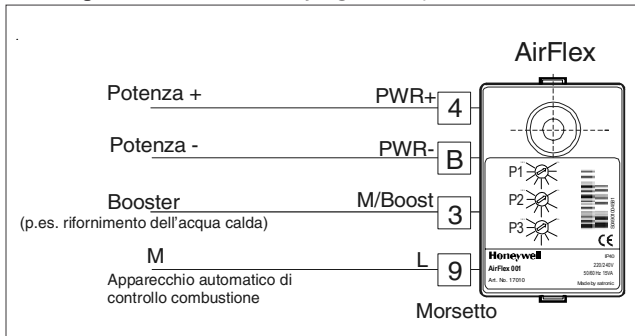 AirFlex
Potenza + PWR+ 4
Potenza - PWR- B
Booster M/Boost 3
(p.es. rifornimento dell'acqua calda)
M L 9
Apparecchio automatico di
controllo combustione
Morsetto
P1
P2
P3
CE
Honeywell IP40
AirFlex 001 220/240V
50/60 Hz 15VA
Art. No. 17010
Made by satronic